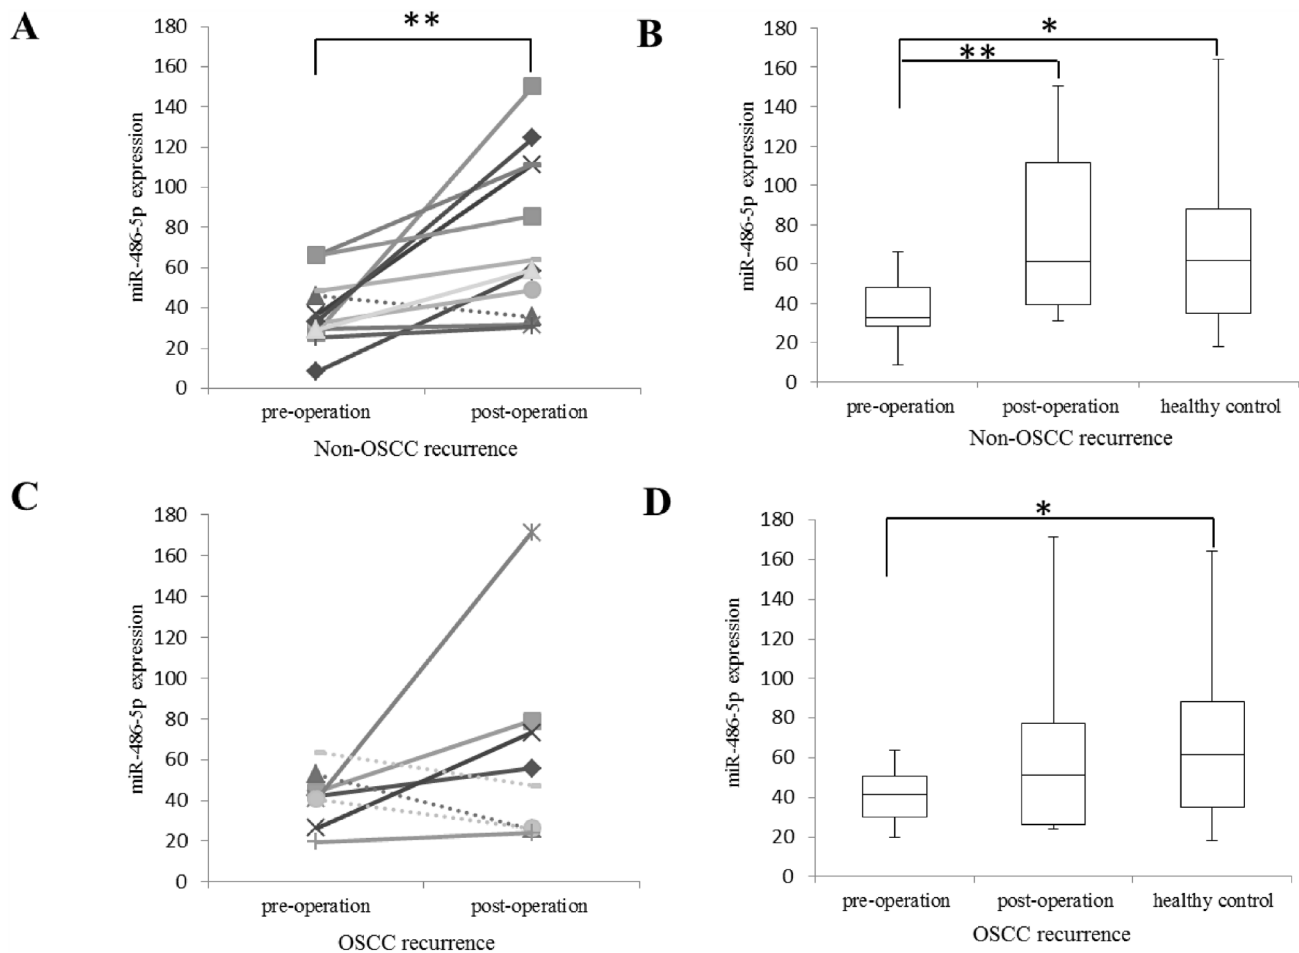 A
180
160
140
120
100
80
60
40
20
0
miR-486-5p expression
**
pre-operation
post-operation
Non-OSCC recurrence
B
180
160
140
120
100
80
60
40
20
0
miR-486-5p expression
*
**
pre-operation
post-operation
healthy control
Non-OSCC recurrence
C
180
160
140
120
100
80
60
40
20
0
miR-486-5p expression
pre-operation
post-operation
OSCC recurrence
D
180
160
140
120
100
80
60
40
20
0
miR-486-5p expression
*
pre-operation
post-operation
healthy control
OSCC recurrence